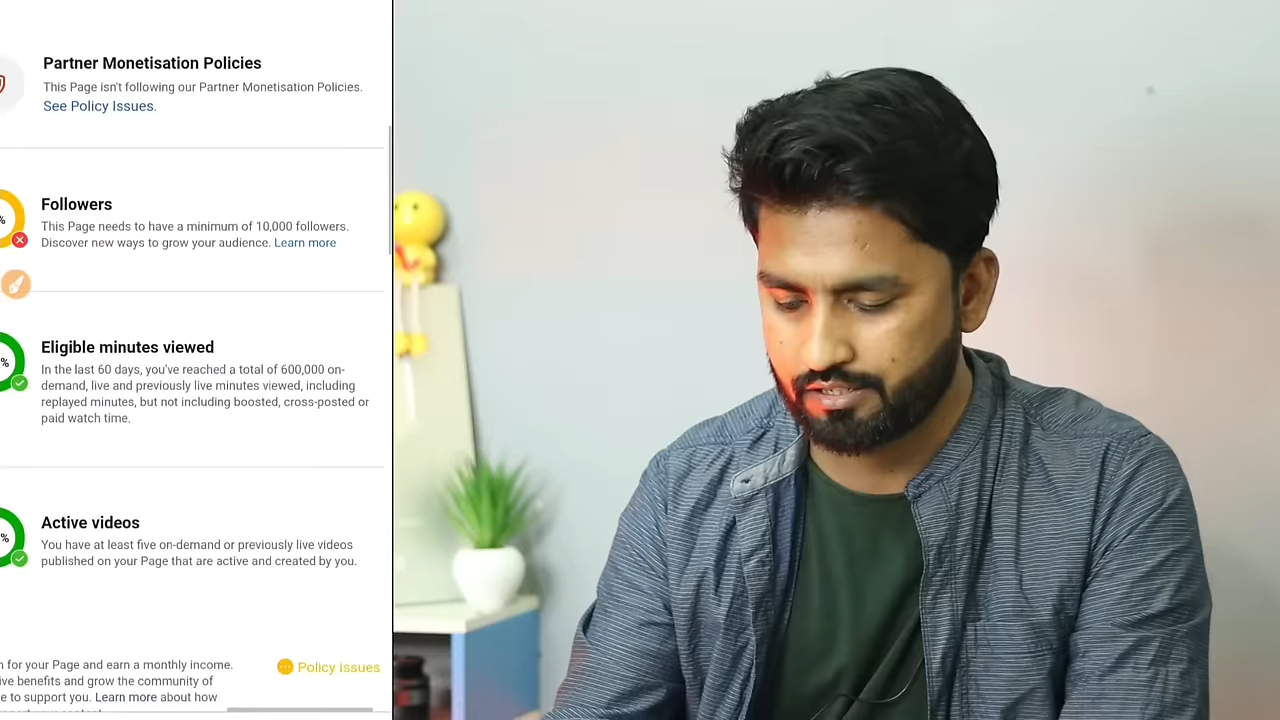 Partner Monetisation Policies
This Page isn't following our Partner Monetisation Policies.
See Policy Issues.
%
Followers
This Page needs to have a minimum of 10,000 followers.
Discover new ways to grow your audience. Learn more
%
Eligible minutes viewed
In the last 60 days, you've reached a total of 600,000 on-
demand, live and previously live minutes viewed, including
replayed minutes, but not including boosted, cross-posted or
paid watch time.
%
Active videos
You have at least five on-demand or previously live videos
published on your Page that are active and created by you.
n for your Page and earn a monthly income.
Policy issues
ive benefits and grow the community of
e to support you. Learn more about how